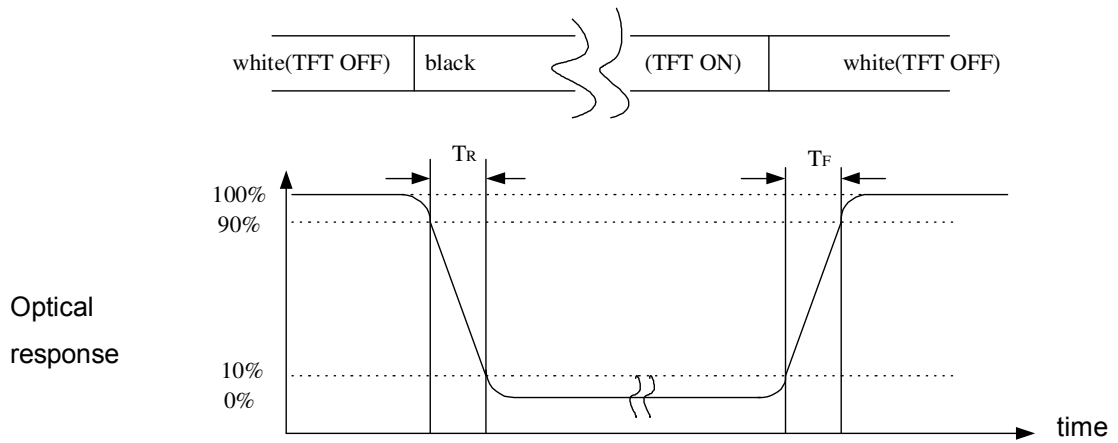 white(TFT OFF) black (TFT ON) white(TFT OFF)
TR TF
100%
90%
Optical
response
10%
0%
time